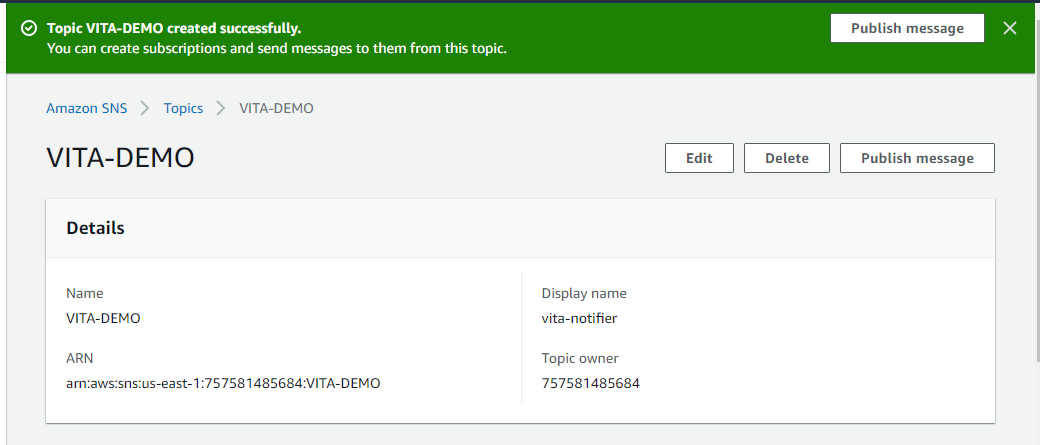 Topic VITA-DEMO created successfully.
You can create subscriptions and send messages to them from this topic.
Publish message
Amazon SNS
Topics
VITA-DEMO
VITA-DEMO
Edit
Delete
Publish message
Details
Name
VITA-DEMO
Display name
vita-notifier
ARN
arn:aws:sns:us-east-1:757581485684:VITA-DEMO
Topic owner
757581485684